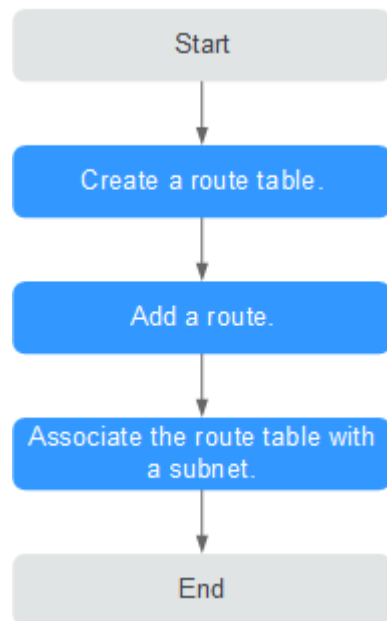 Start
Create a route table.
Add a route.
Associate the route table with
a subnet.
End